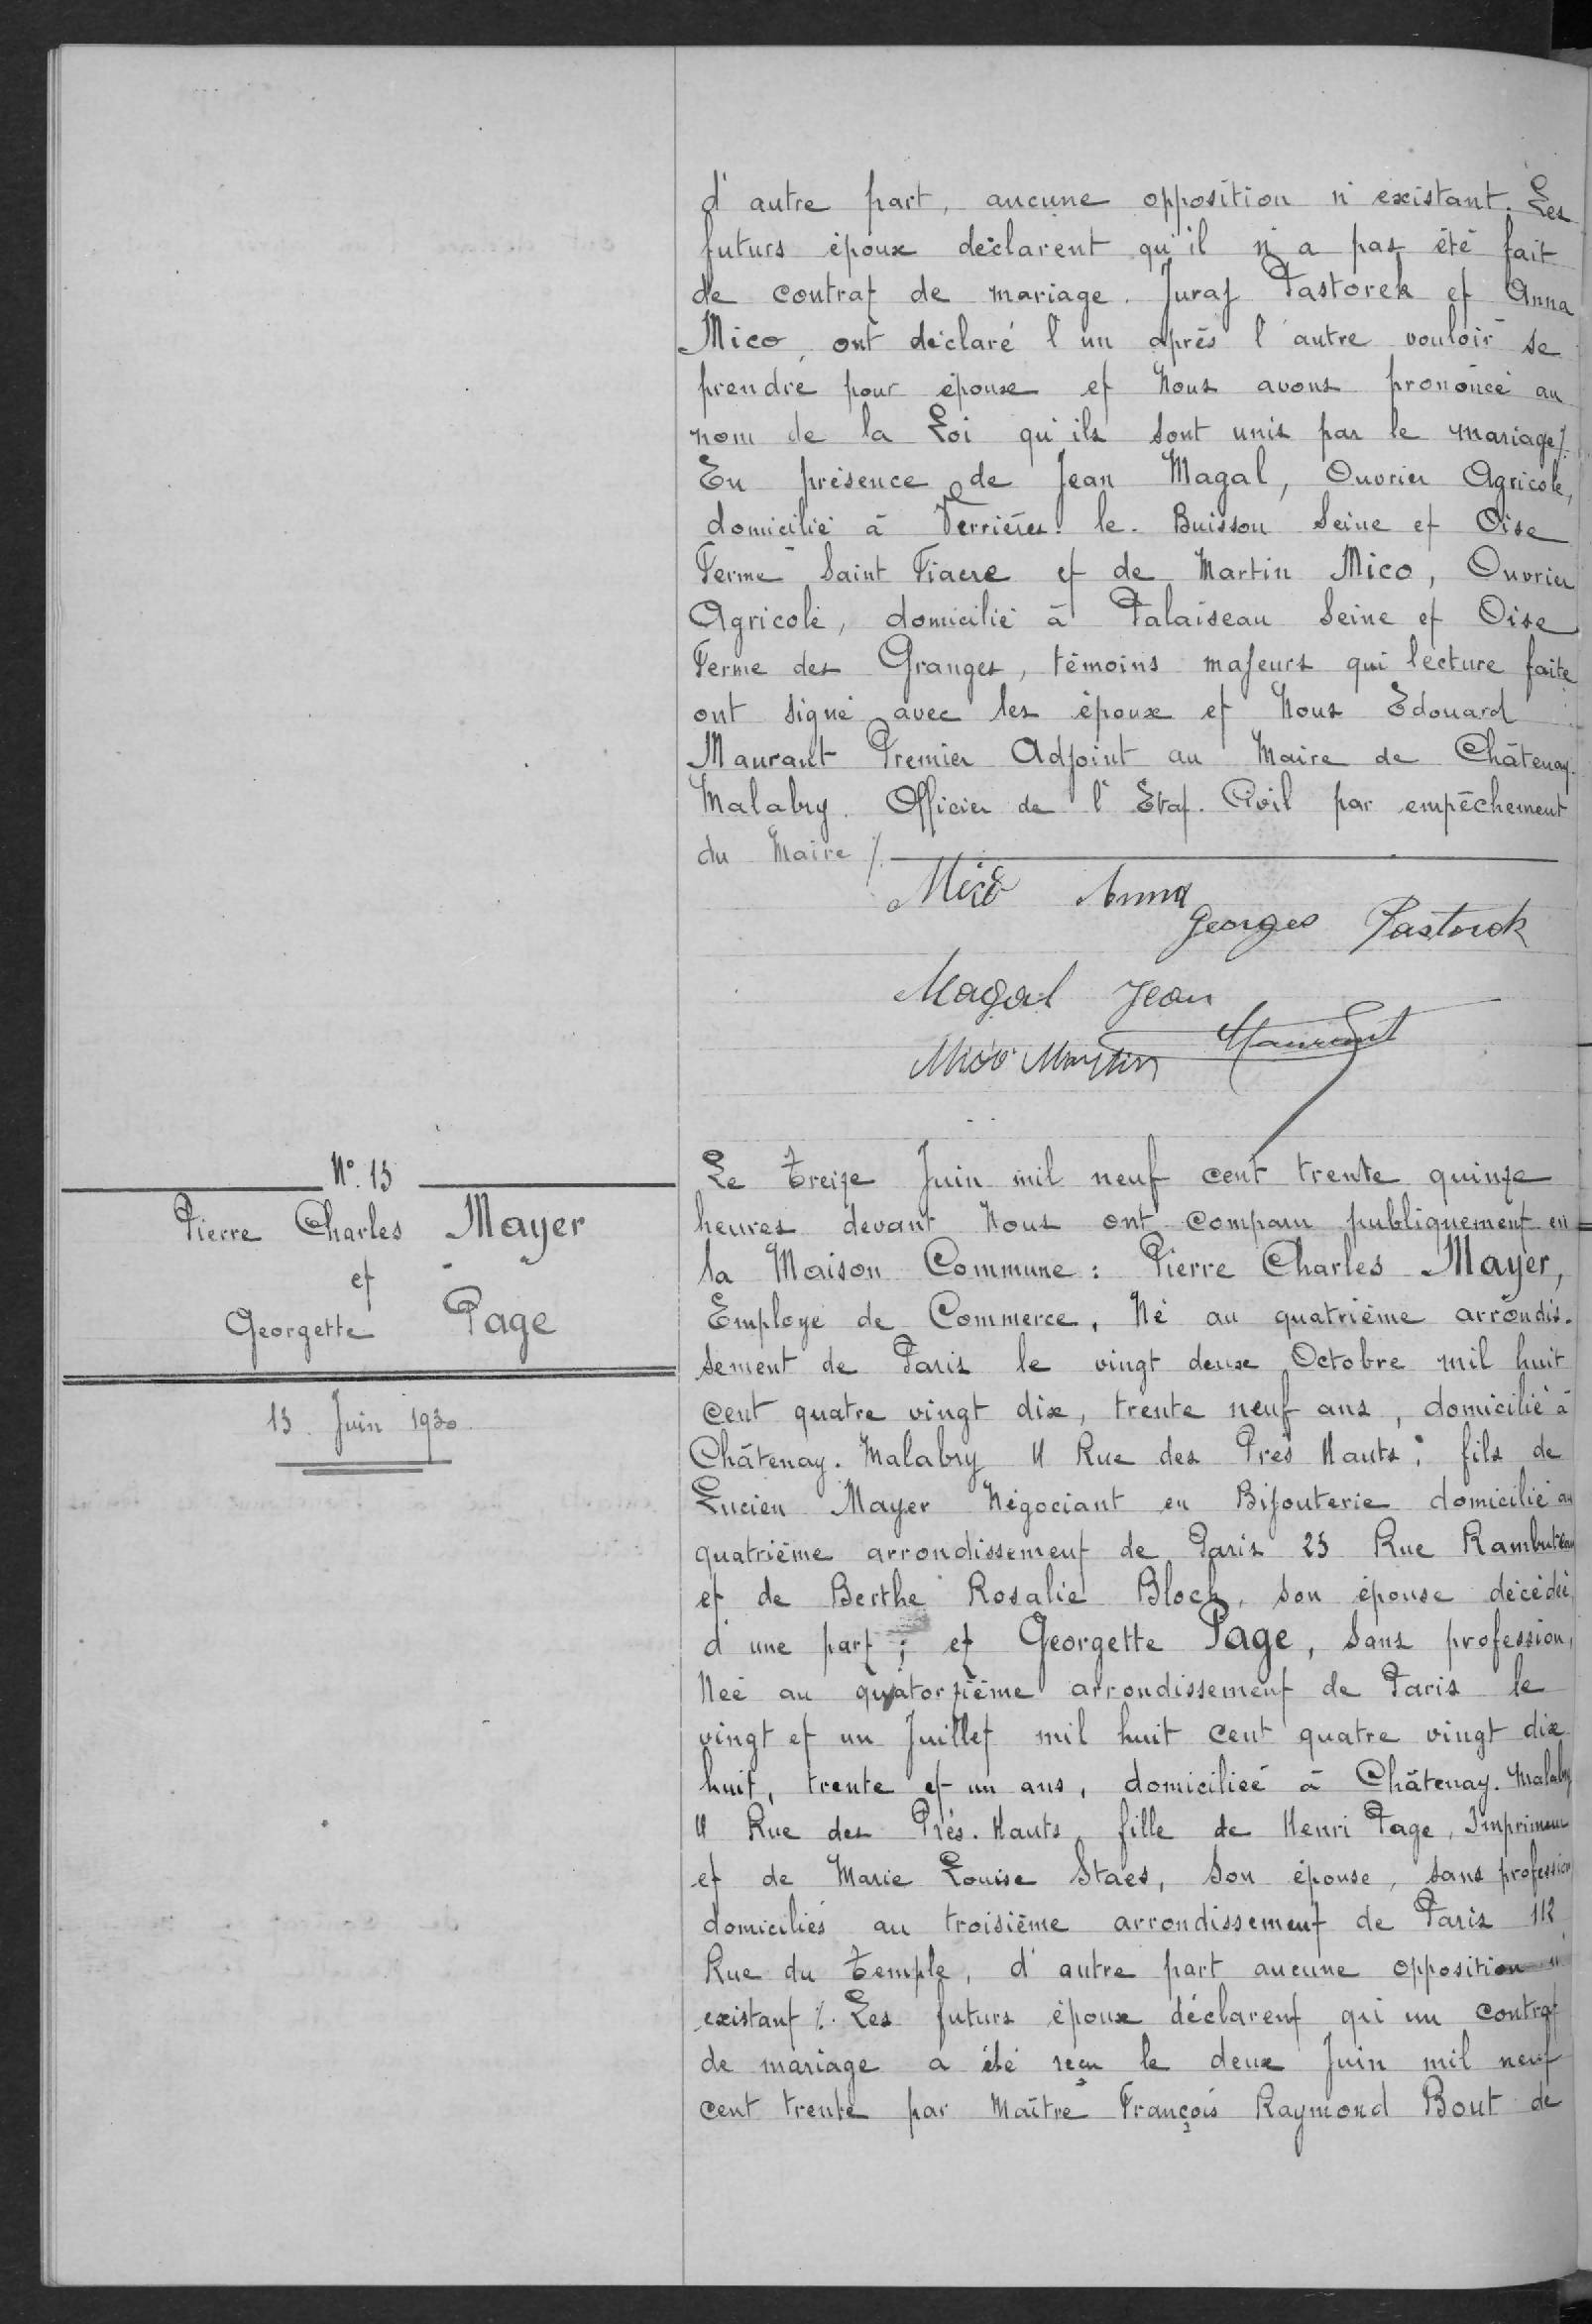 d'autre part, aucune opposition n'existant. Les
futurs époux déclarent qu'il n'a pas été fait
de contrat de mariage. Juraj Pastorek et Anna
Mico, ont déclaré l'un après l'autre vouloir se
prendre pour époux et Nous avons prononcé au
nom de la Loi qu'ils sont unis par le mariage /.
En présence de Jean Magal, Ouvrier Agricole,
domicilié à Verrières. le. Buisson Seine et Oise
Ferme Saint Fiacre et de Martin Mico, Ouvrier
Agricole, domicilié à Palaiseau Seine et Oise
Ferme des Granges, témoins majeurs qui lecture faite
ont signé avec les époux et Nous Edouard
Maurant Premier Adjoint au Maire de Châtenay.
Malabry. Officier de l'Etat. Civil par empêchement
du Maire /.
Mičo Anna
Georges Pastorek
Magal Jean
Mičo Martin Maurant
N° 13
Pierre Charles Mayer
et
Georgette Page
13. Juin 1930
Le Treize Juin mil neuf cent trente quinze
heures devant Nous ont comparu publiquement en
la Maison Commune : Pierre Charles Mayer,
Employé de Commerce, Né au quatrième arrondis.
sement de Paris le vingt deux Octobre mil huit
cent quatre vingt dix, trente neuf ans, domicilié à
Châtenay. Malabry 4 Rue des Prés Hauts ; fils de
Lucien Mayer Négociant en Bijouterie domicilié au
quatrième arrondissement de Paris 23 Rue Rambuteau
et de Berthe Rosalie Bloch, son épouse décédée,
d'une part ; et Georgette Page, Sans profession,
Née au quatorzième arrondissement de Paris le
vingt et un Juillet mil huit cent quatre vingt dix
huit, trente et un ans, domiciliée à Châtenay. Malabry
4 Rue des Prés. Hauts fille de Henri Page, Imprimeur
et de Marie Louise Staes, Son épouse, sans profession
domiciliés au troisième arrondissement de Paris 112
Rue du Temple, d'autre part aucune opposition n'
existant /. Les futurs époux déclarent qu'un contrat
de mariage a été reçu le deux Juin mil neuf
cent trente par Maître François Raymond Bout de